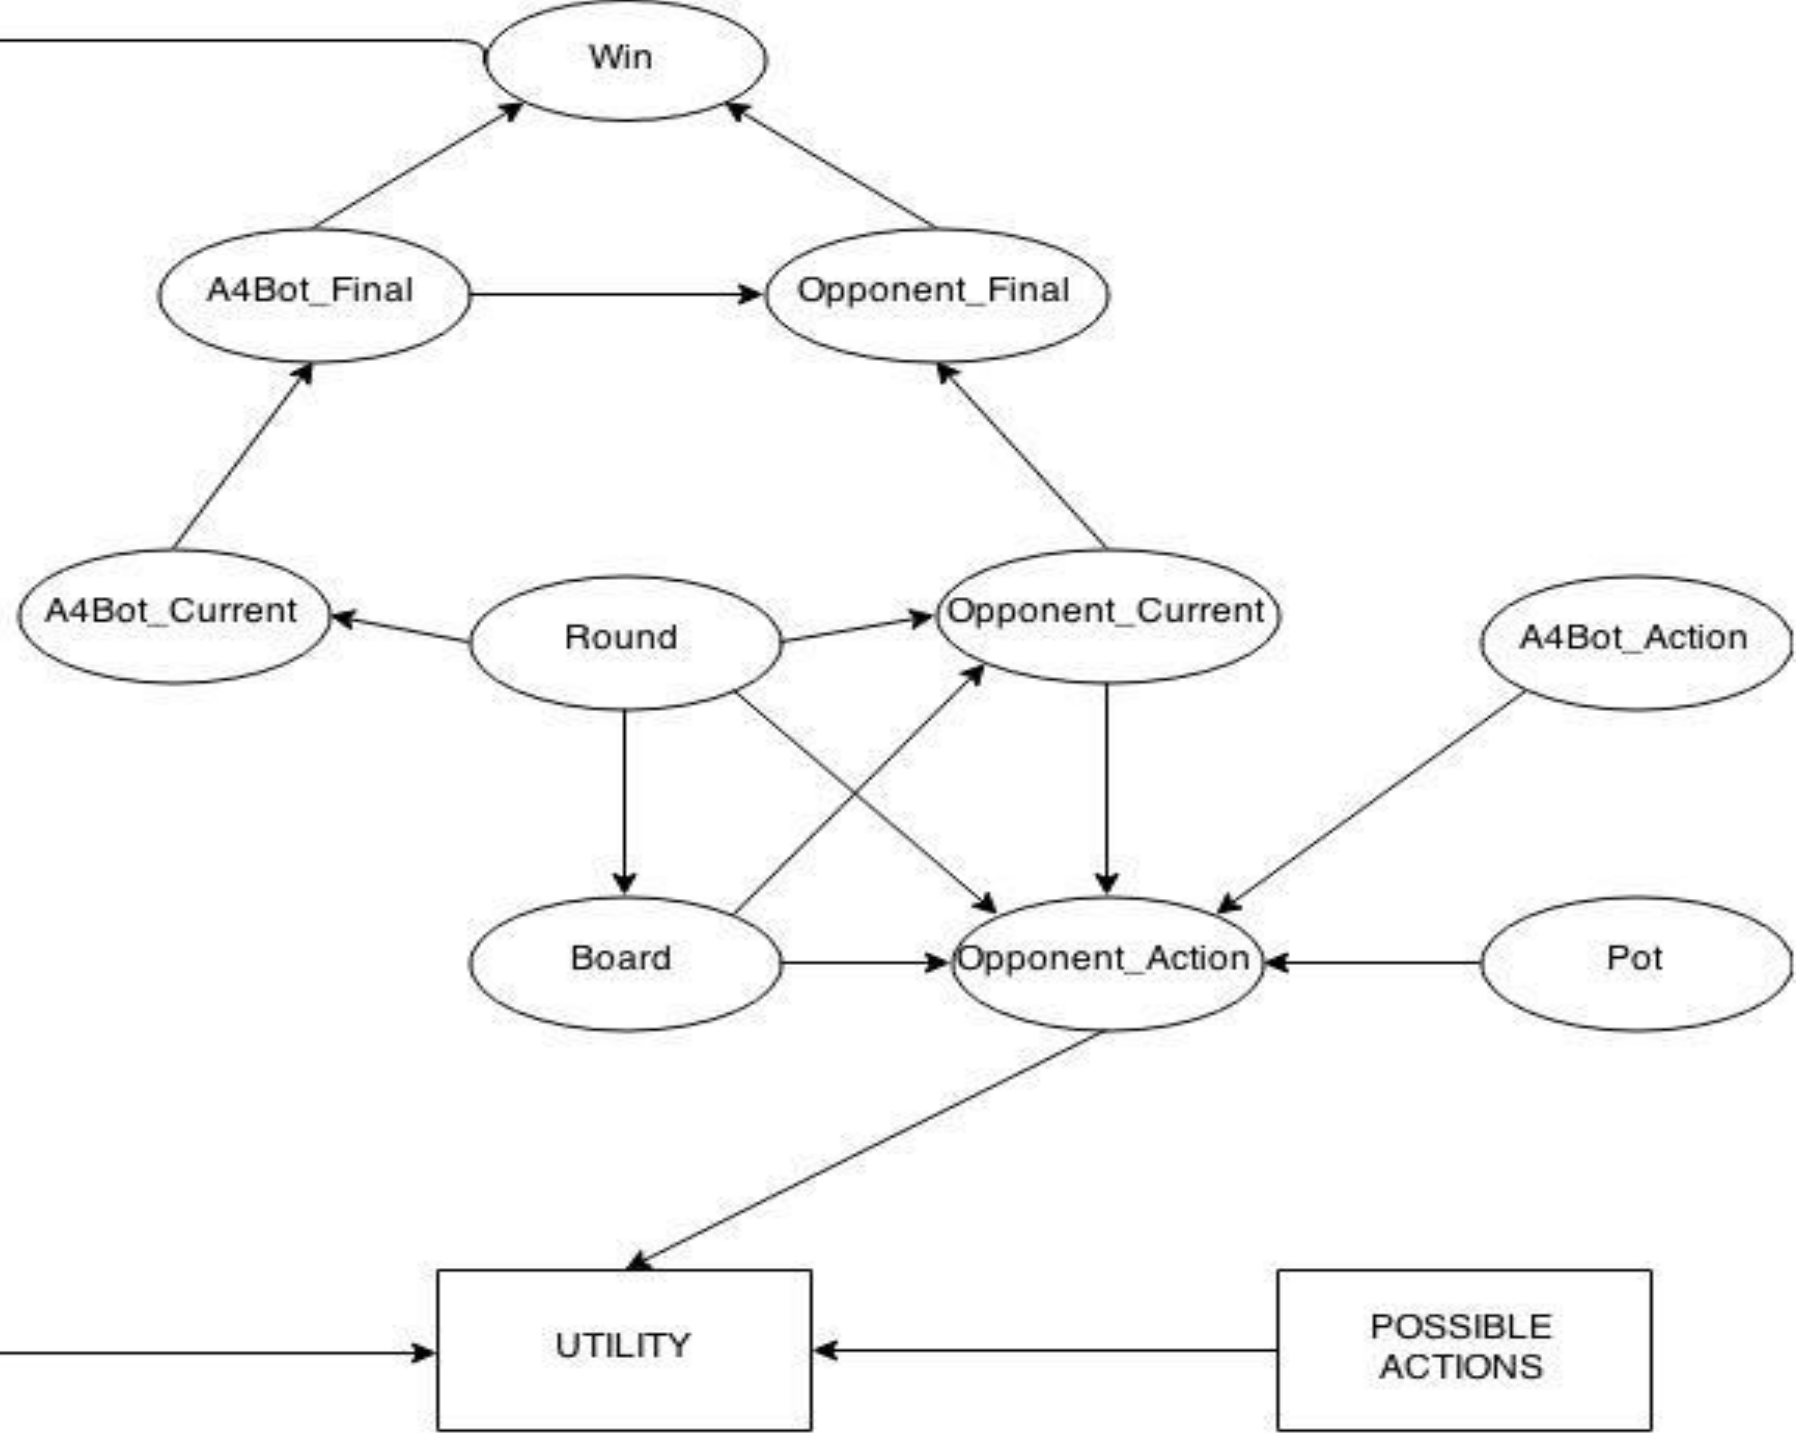 Win
A4Bot_Final
Opponent_Final
A4Bot_Current
Round
Opponent_Current
A4Bot_Action
Board
Opponent_Action
Pot
UTILITY
POSSIBLE
ACTIONS